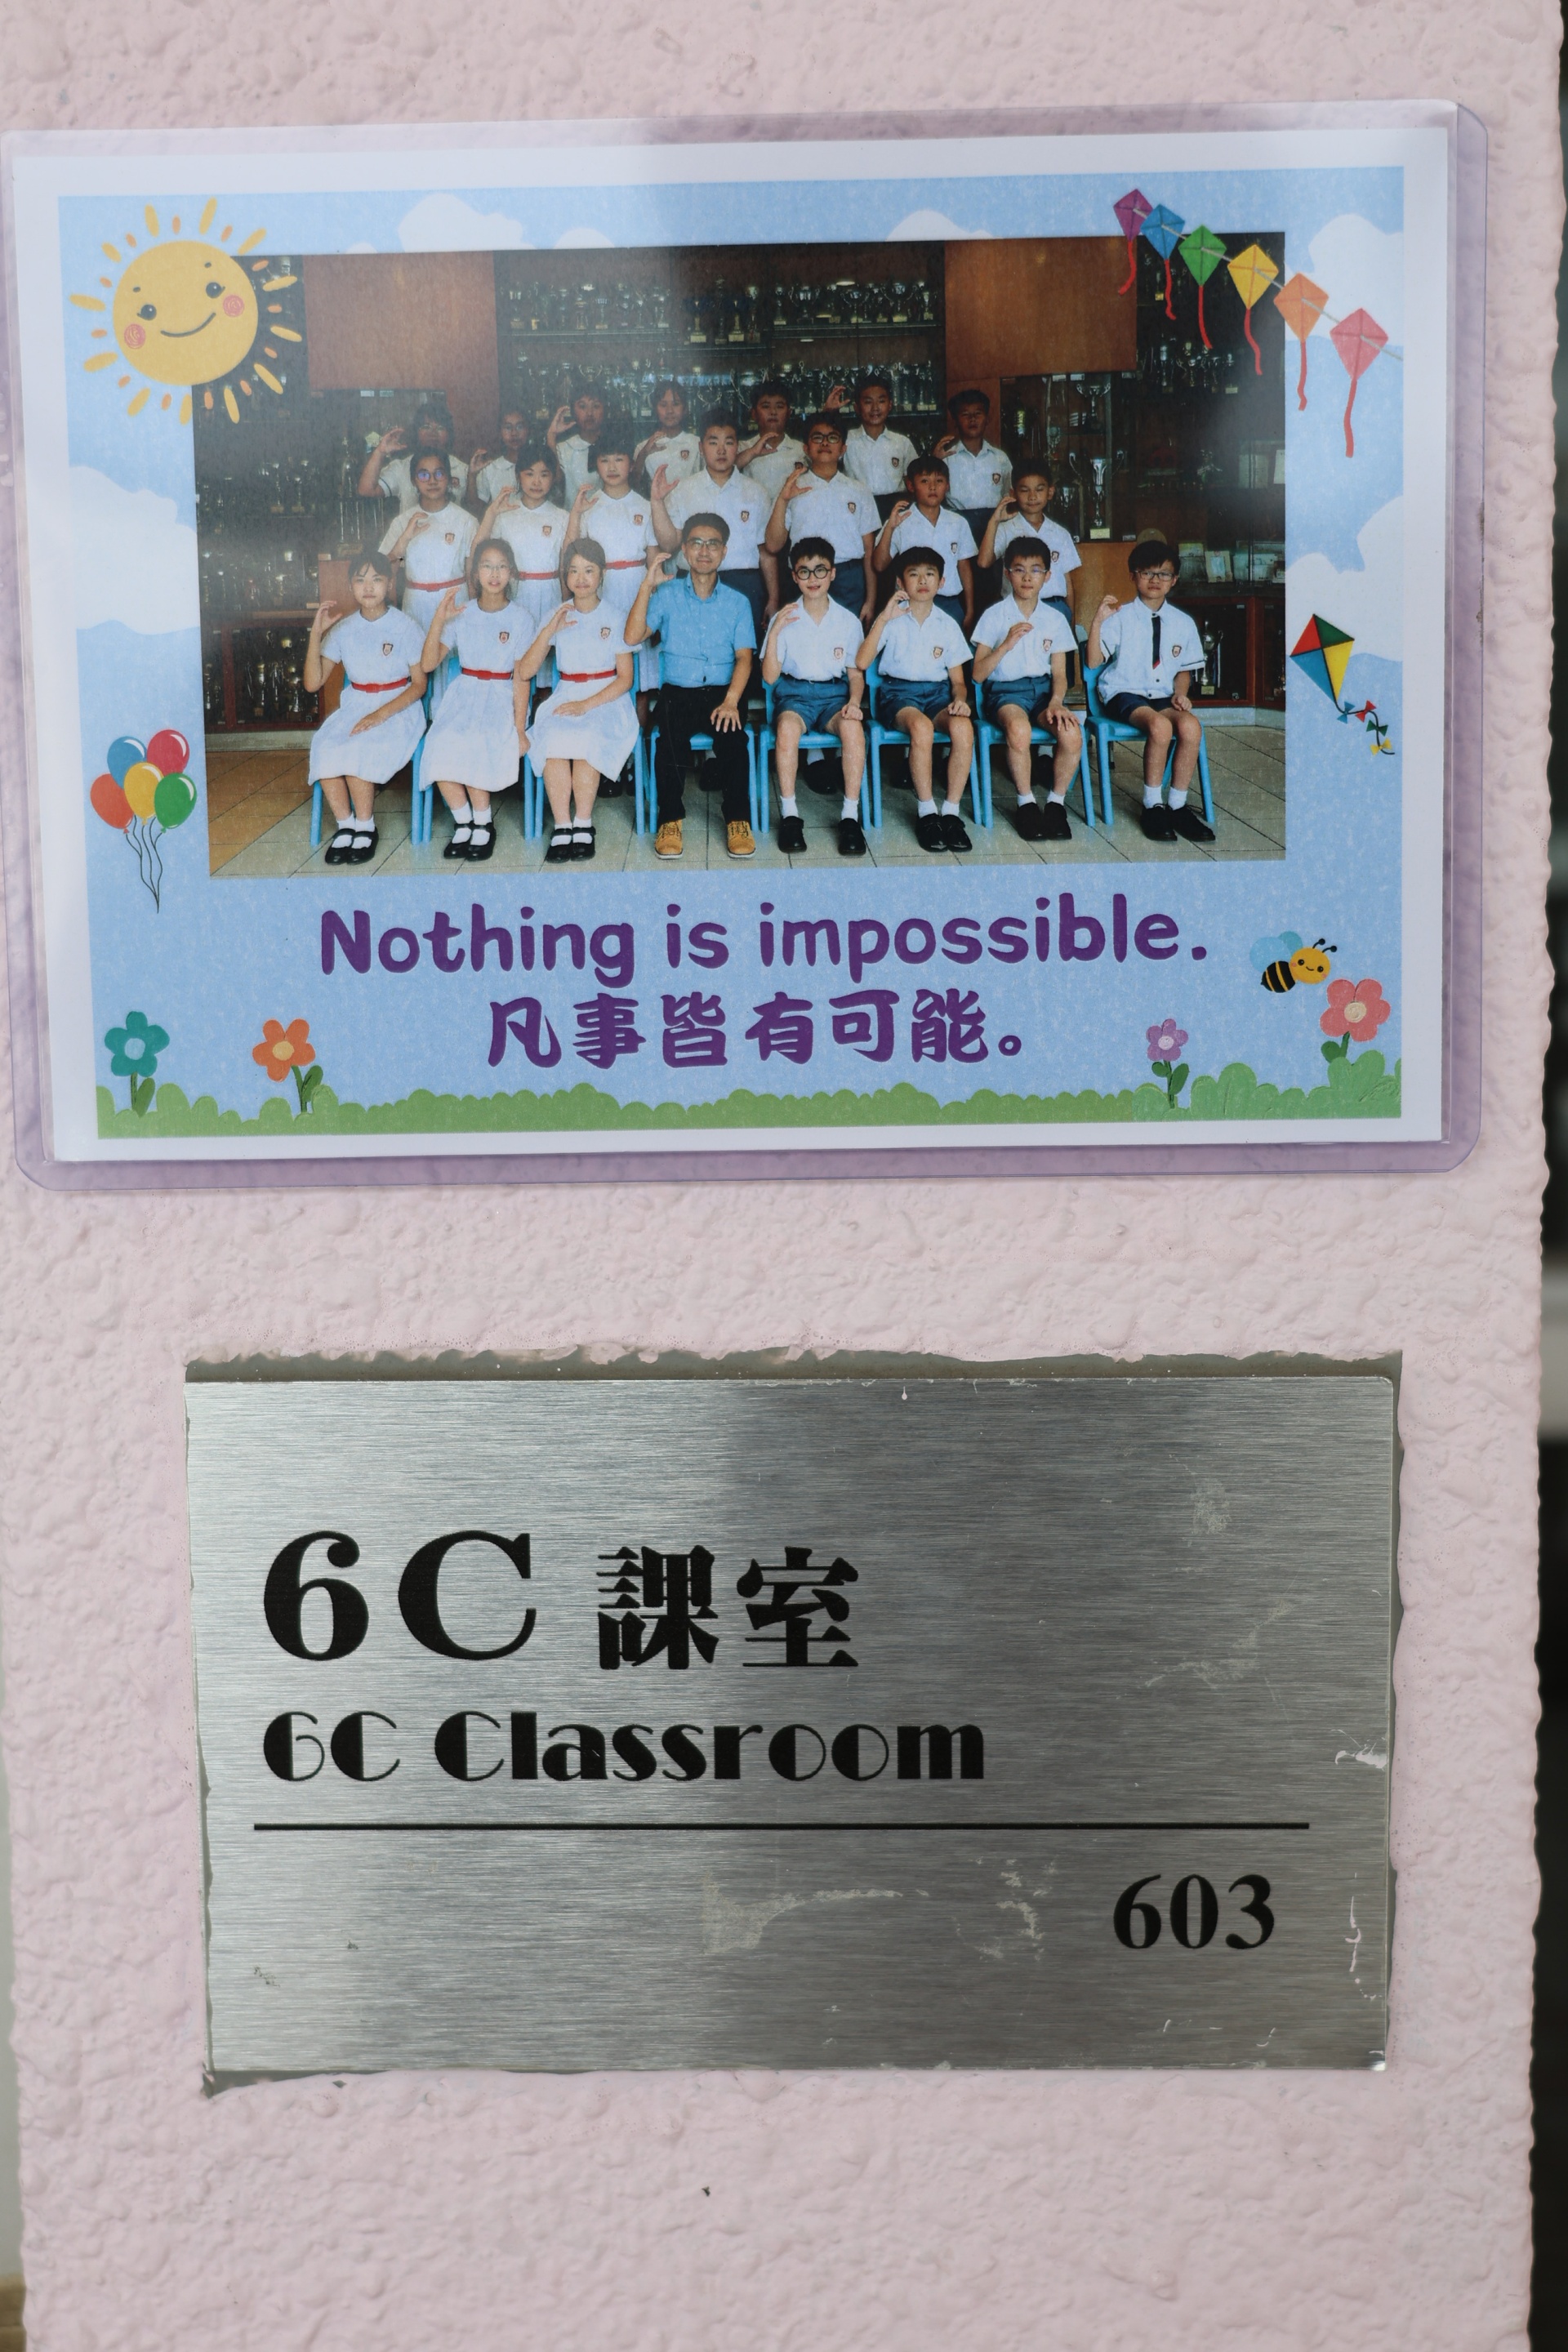 Nothing is impossible.
凡事皆有可能。
6C 課室
6C Classroom
603